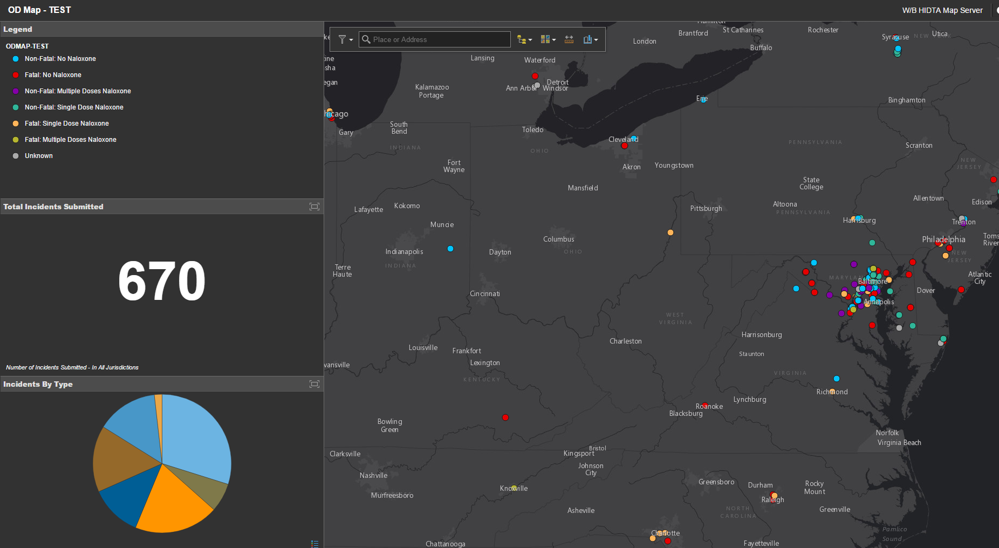 OD Map - TEST
W/B HIDTA Map Server
Legend
ODMAP-TEST
Non-Fatal: No Naloxone
Fatal: No Naloxone
Non-Fatal: Multiple Doses Naloxone
Non-Fatal: Single Dose Naloxone
Fatal: Single Dose Naloxone
Fatal: Multiple Doses Naloxone
Unknown
Total Incidents Submitted
670
Number of Incidents Submitted - In All Jurisdictions
Incidents By Type
Place or Address
Hamilton
St Catharines
Rochester
Brantford
London
Syracuse
NEW
Utica
Buffalo
Lansing
Waterford
Detroit
Ann Arbor
Windsor
Kalamazoo
Portage
Erie
Binghamton
hicago
Gary
South
Bend
Toledo
INDIANA
OHIO
Cleveland
PENNSYLVANIA
Scranton
Fort
Wayne
Akron
Youngstown
NEW
JERSEY
State
College
Mansfield
Allentown
Edison
Lafayette
Kokomo
Pittsburgh
Altoona
PENNSYLVANIA
Muncie
Harrisburg
Trenton
Columbus
OHIO
Philadelphia
Toms
River
Indianapolis
Dayton
NEW
JERSEY
INDIANA
Terre
Haute
MARYLAN
Baltimore
Atlantic
City
Cincinnati
Dover
Annapolis
WEST
VIRGINIA
Harrisonburg
Charleston
Louisville
Frankfort
Staunton
Lexington
vansville
VIRGINIA
KENTUCKY
Richmond
Lynchburg
Roanoke
Blacksburg
Bowling
Green
Norfolk
Virginia Beach
Clarksville
Bristol
Kingsport
Johnson
City
Nashville
Greensboro
Durham
Rocky
Mount
Knoxville
Murfreesboro
Raleigh
Asheville
NORTH
CAROLINA
Greenville
Charlotte
Pamlico
Sound
Chattanooga
Fayetteville